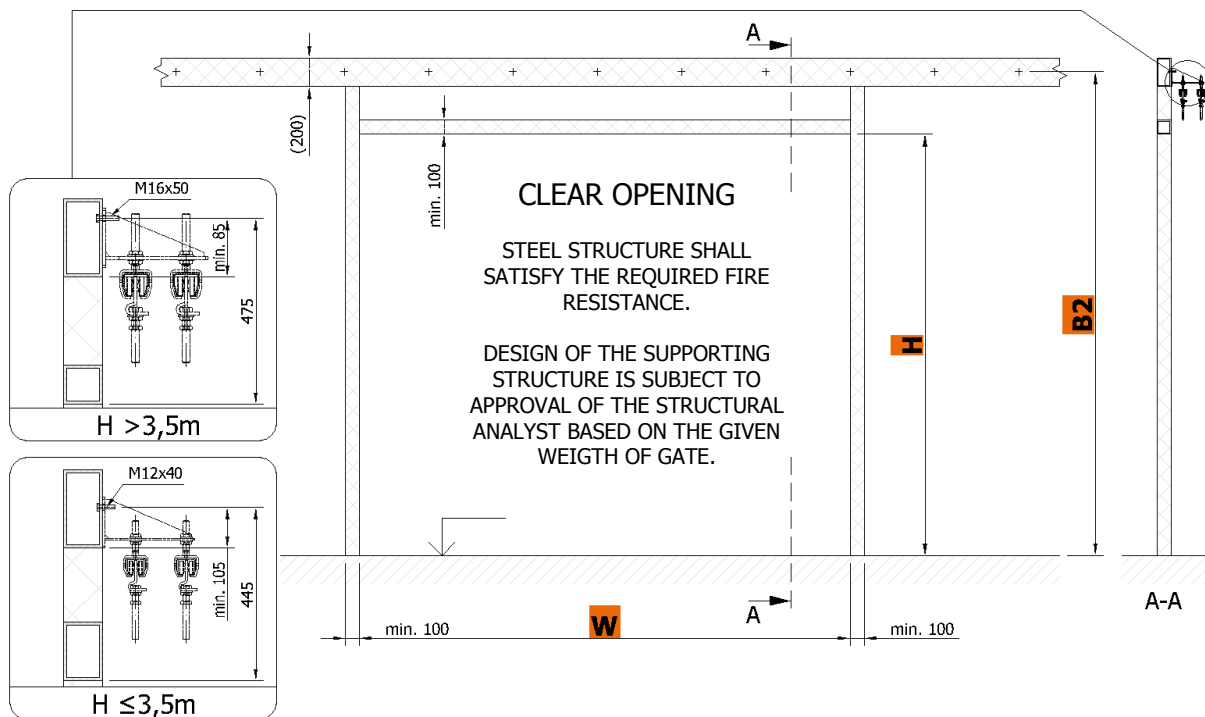 A
(200)
min. 100
CLEAR OPENING
STEEL STRUCTURE SHALL
SATISFY THE REQUIRED FIRE
RESISTANCE.
DESIGN OF THE SUPPORTING
STRUCTURE IS SUBJECT TO
APPROVAL OF THE STRUCTURAL
ANALYST BASED ON THE GIVEN
WEIGTH OF GATE.
H
B2
M16x50
min. 85
475
H >3,5m
M12x40
min. 105
445
H ≤3,5m
min. 100
W
A
min. 100
A-A